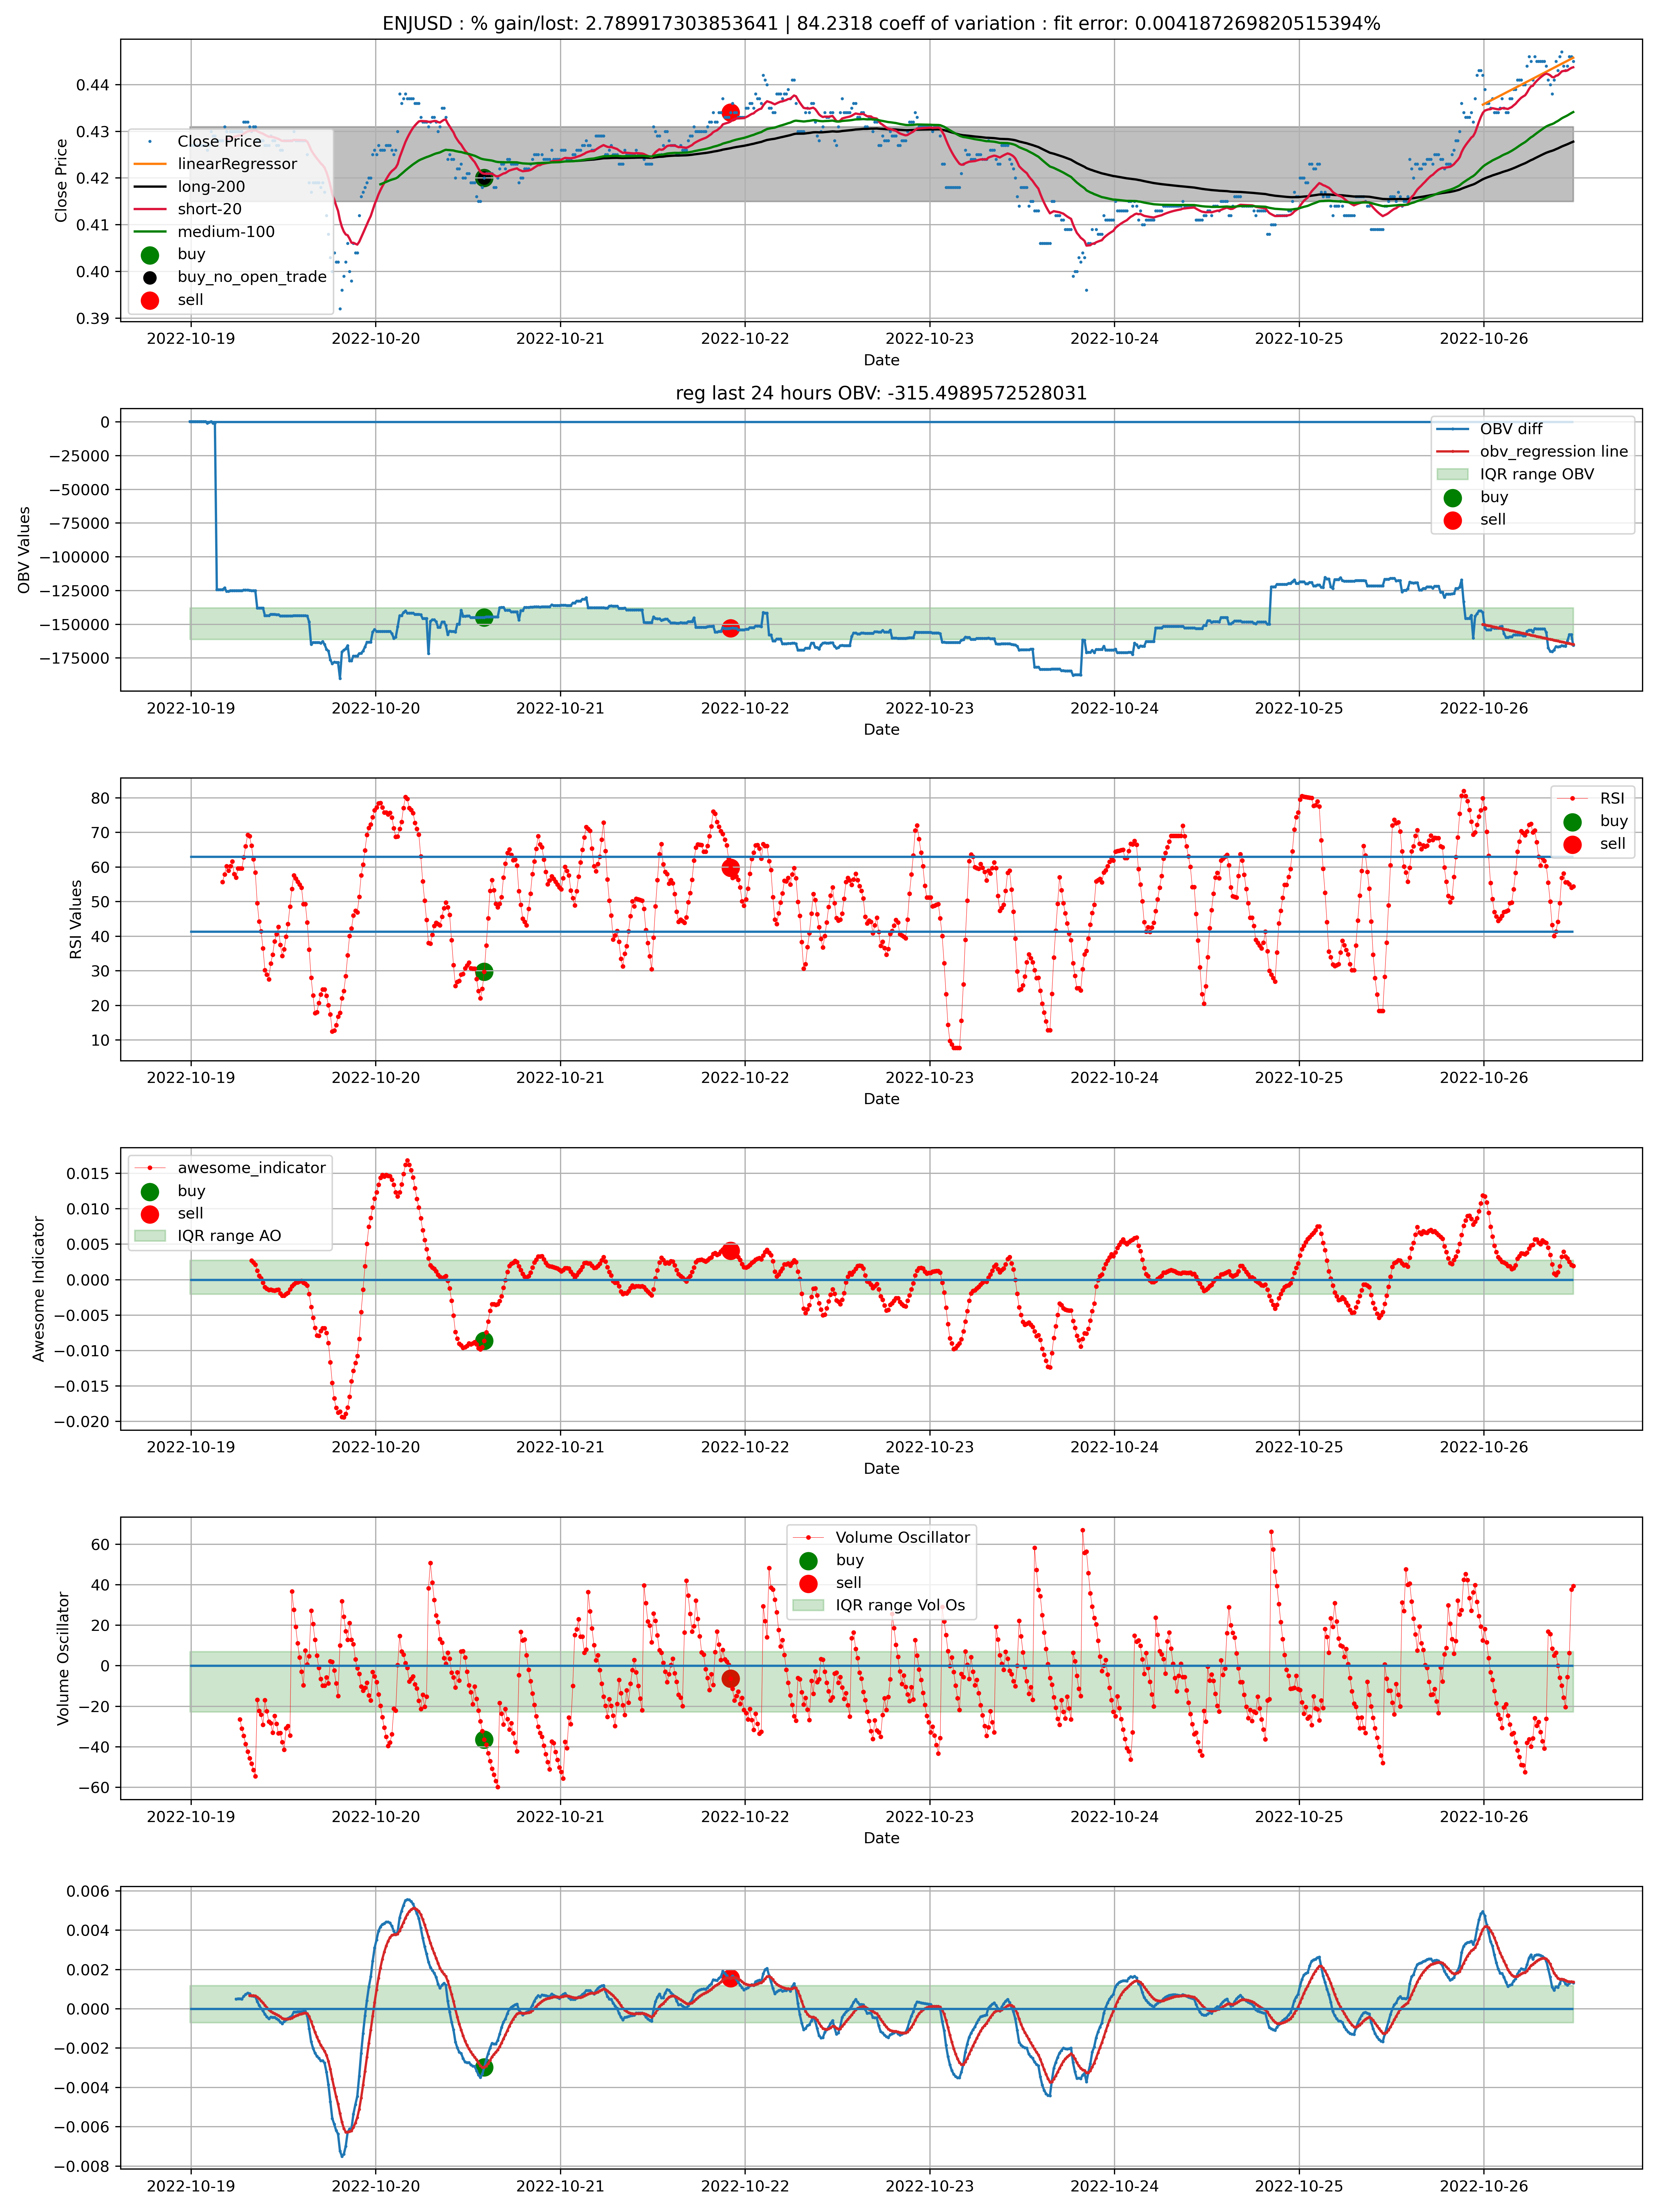 ENJUSD : % gain/lost: 2.789917303853641 | 84.2318 coeff of variation : fit error: 0.004187269820515394%
Close Price
0.44
0.43
0.42
0.41
0.40
0.39
Close Price
linearRegressor
long-200
short-20
medium-100
buy
buy_no_open_trade
sell
2022-10-19 2022-10-20 2022-10-21 2022-10-22 2022-10-23 2022-10-24 2022-10-25 2022-10-26
Date
reg last 24 hours OBV: -315.4989572528031
OBV Values
0
−25000
−50000
−75000
−100000
−125000
−150000
−175000
OBV diff
obv_regression line
IQR range OBV
buy
sell
2022-10-19 2022-10-20 2022-10-21 2022-10-22 2022-10-23 2022-10-24 2022-10-25 2022-10-26
Date
RSI Values
80
70
60
50
40
30
20
10
RSI
buy
sell
2022-10-19 2022-10-20 2022-10-21 2022-10-22 2022-10-23 2022-10-24 2022-10-25 2022-10-26
Date
Awesome Indicator
0.015
0.010
0.005
0.000
−0.005
−0.010
−0.015
−0.020
awesome_indicator
buy
sell
IQR range AO
2022-10-19 2022-10-20 2022-10-21 2022-10-22 2022-10-23 2022-10-24 2022-10-25 2022-10-26
Date
Volume Oscillator
60
40
20
0
−20
−40
−60
Volume Oscillator
buy
sell
IQR range Vol Os
2022-10-19 2022-10-20 2022-10-21 2022-10-22 2022-10-23 2022-10-24 2022-10-25 2022-10-26
Date
0.006
0.004
0.002
0.000
−0.002
−0.004
−0.006
−0.008
2022-10-19 2022-10-20 2022-10-21 2022-10-22 2022-10-23 2022-10-24 2022-10-25 2022-10-26